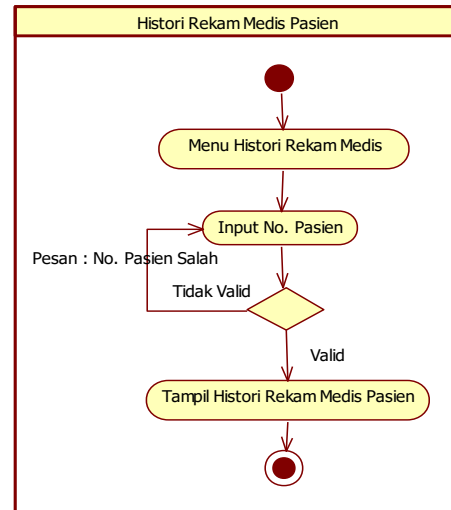 Histori Rekam Medis Pasien
Menu Histori Rekam Medis
Input No. Pasien
Pesan : No. Pasien Salah
Tidak Valid
Valid
Tampil Histori Rekam Medis Pasien